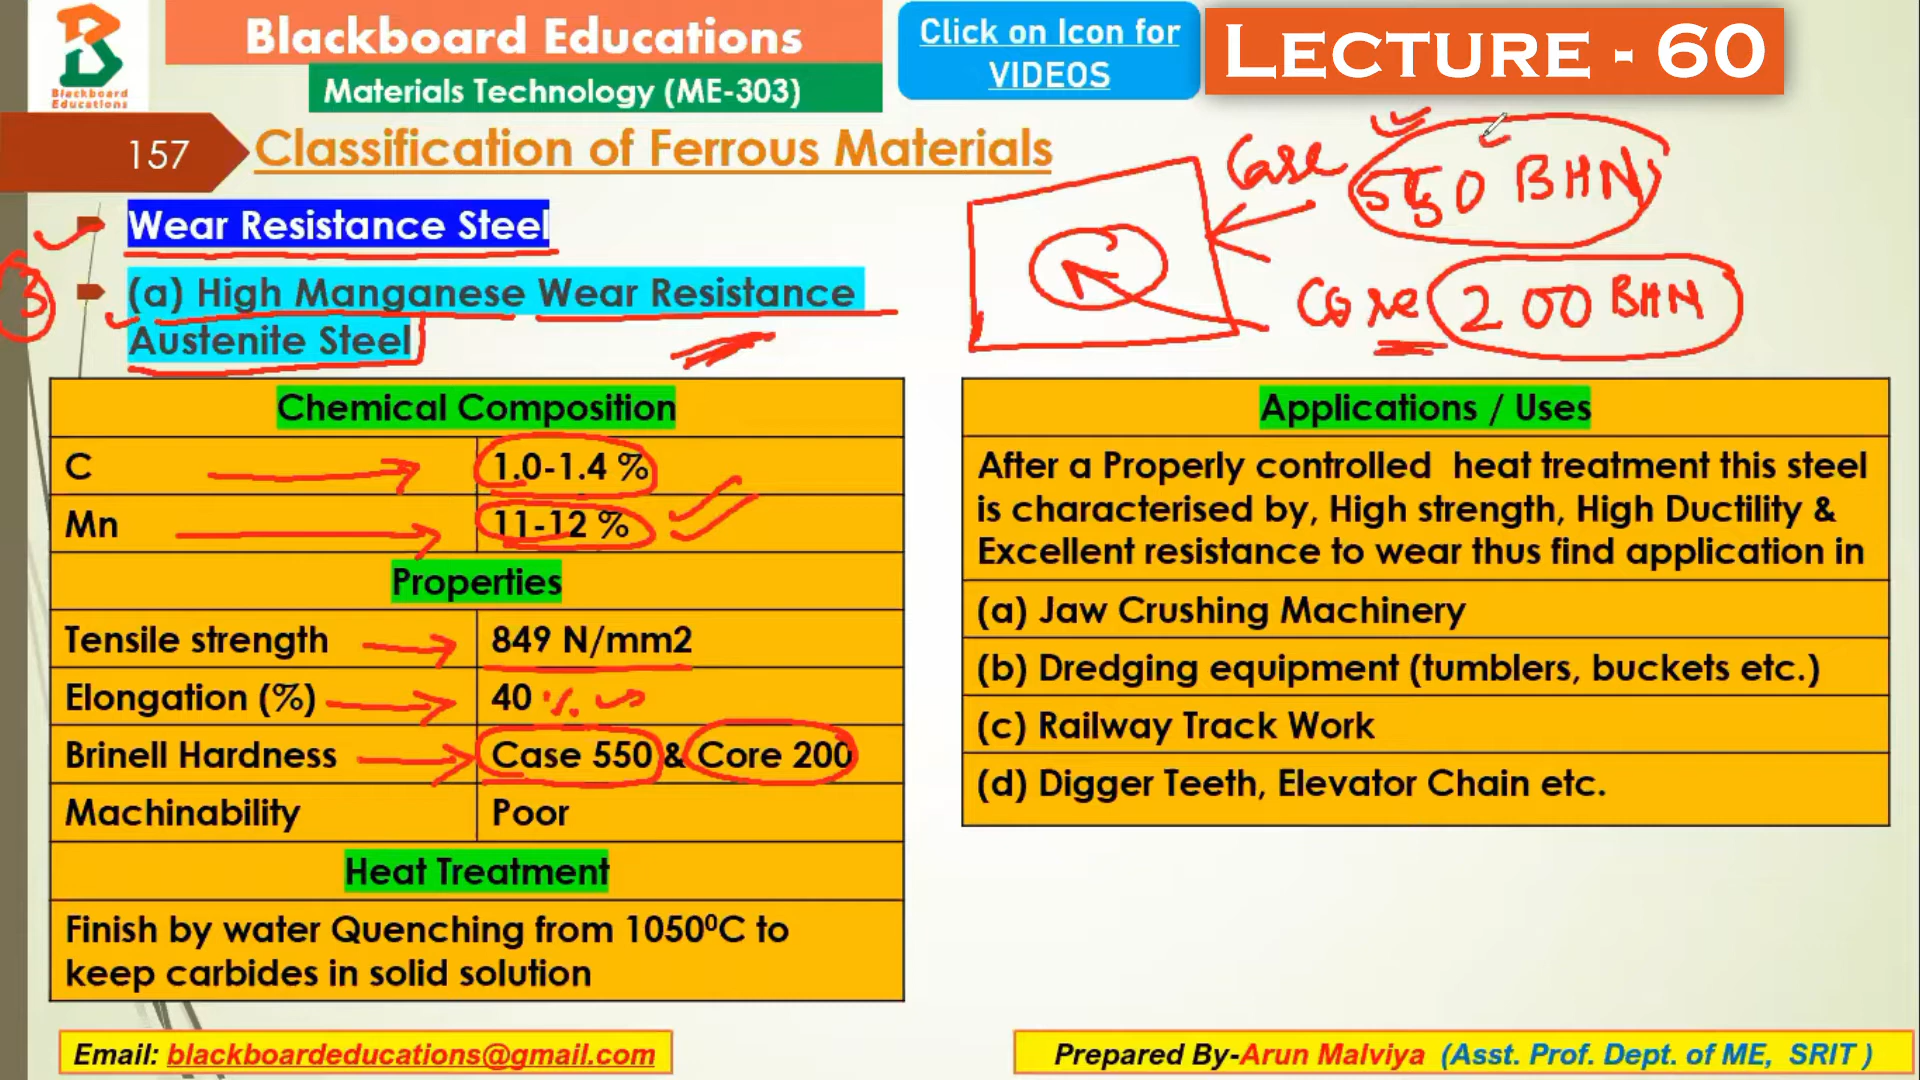 Blackboard
Educations
Blackboard Educations
Materials Technology (ME-303)
Click on Icon for
VIDEOS
LECTURE - 60
157
Classification of Ferrous Materials
Case 550 BHN
Core 200 BHN
Wear Resistance Steel
3
(a) High Manganese Wear Resistance
Austenite Steel
Chemical Composition
C 1.0-1.4 %
Mn 11-12 %
Properties
Tensile strength 849 N/mm2
Elongation (%) 40 %
Brinell Hardness Case 550 & Core 200
Machinability Poor
Heat Treatment
Finish by water Quenching from 1050⁰C to
keep carbides in solid solution
Applications / Uses
After a Properly controlled heat treatment this steel
is characterised by, High strength, High Ductility &
Excellent resistance to wear thus find application in
(a) Jaw Crushing Machinery
(b) Dredging equipment (tumblers, buckets etc.)
(c) Railway Track Work
(d) Digger Teeth, Elevator Chain etc.
Email: blackboardeducations@gmail.com
Prepared By-Arun Malviya (Asst. Prof. Dept. of ME, SRIT )